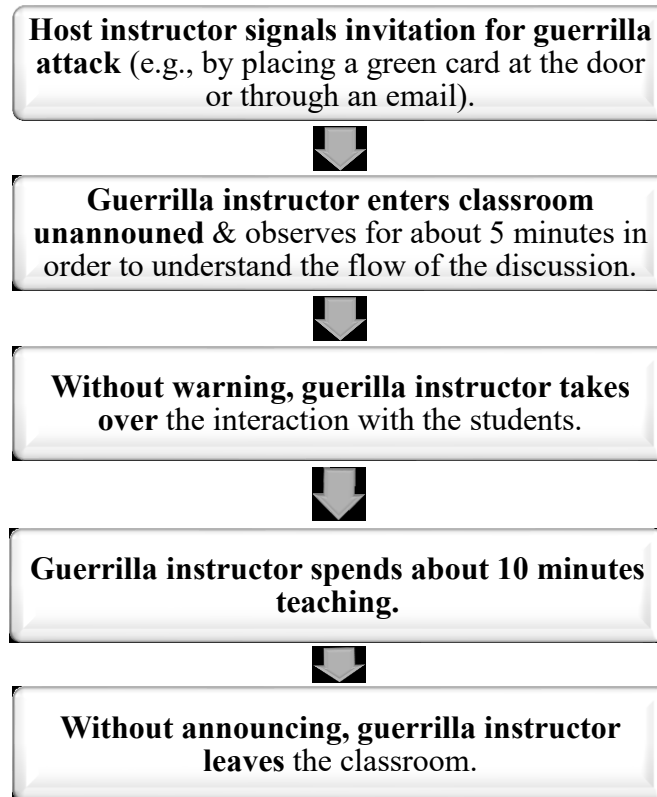 Host instructor signals invitation for guerrilla
attack (e.g., by placing a green card at the door
or through an email).
Guerrilla instructor enters classroom
unannouned & observes for about 5 minutes in
order to understand the flow of the discussion.
Without warning, guerilla instructor takes
over the interaction with the students.
Guerrilla instructor spends about 10 minutes
teaching.
Without announcing, guerrilla instructor
leaves the classroom.